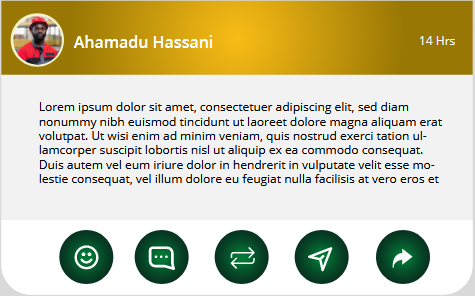 Ahamadu Hassani
14 Hrs
Lorem ipsum dolor sit amet, consectetuer adipiscing elit, sed diam
nonummy nibh euismod tincidunt ut laoreet dolore magna aliquam erat
volutpat. Ut wisi enim ad minim veniam, quis nostrud exerci tation ul-
lamcorper suscipit lobortis nisl ut aliquip ex ea commodo consequat.
Duis autem vel eum iriure dolor in hendrerit in vulputate velit esse mo-
lestie consequat, vel illum dolore eu feugiat nulla facilisis at vero eros et